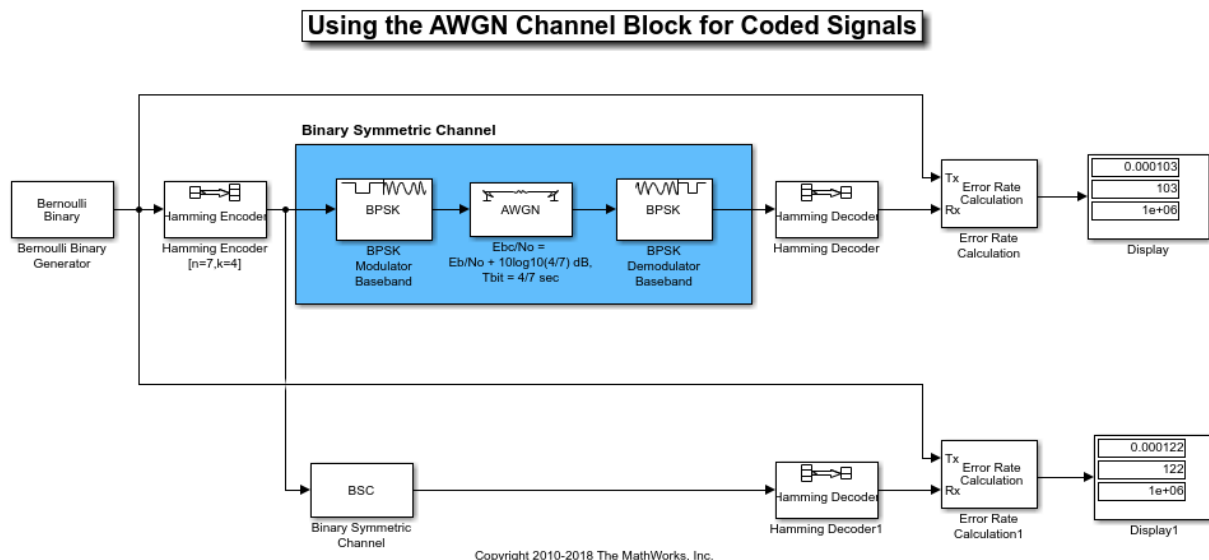 Using the AWGN Channel Block for Coded Signals
Binary Symmetric Channel
Bernoulli
Binary
Bernoulli Binary
Generator
Hamming Encoder
Hamming Encoder
[n=7,k=4]
BPSK
BPSK
Modulator
Baseband
AWGN
Ebc/No =
Eb/No + 10log10(4/7) dB,
Tbit = 4/7 sec
BPSK
BPSK
Demodulator
Baseband
Hamming Decoder
Hamming Decoder
Tx
Rx
Error Rate
Calculation
Error Rate
Calculation
0.000103
103
1e+06
Display
BSC
Binary Symmetric
Channel
Hamming Decoder
Hamming Decoder1
Tx
Rx
Error Rate
Calculation
Error Rate
Calculation1
0.000122
122
1e+06
Display1
Copyright 2010-2018 The MathWorks, Inc.